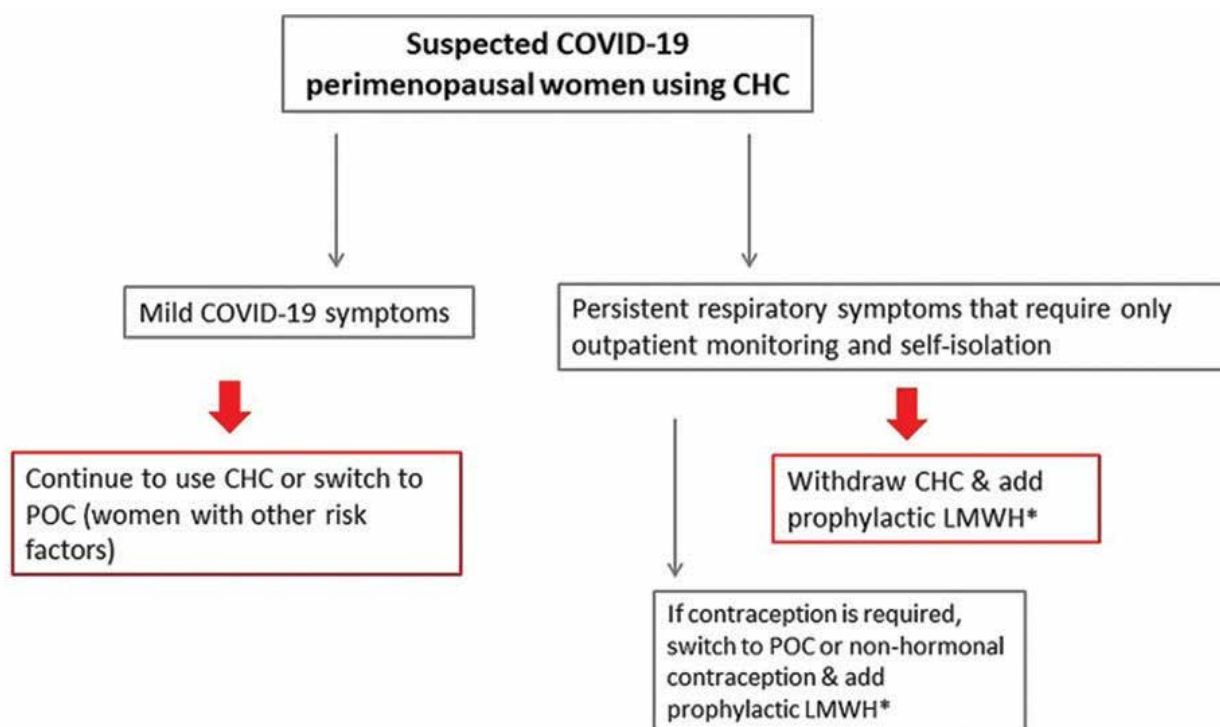 Suspected COVID-19
perimenopausal women using CHC
Mild COVID-19 symptoms
Persistent respiratory symptoms that require only
outpatient monitoring and self-isolation
Continue to use CHC or switch to
POC (women with other risk
factors)
Withdraw CHC & add
prophylactic LMWH*
If contraception is required,
switch to POC or non-hormonal
contraception & add
prophylactic LMWH*